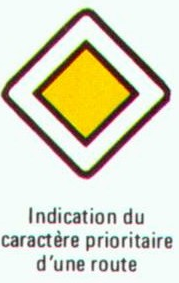 Indication du
caractère prioritaire
d'une route